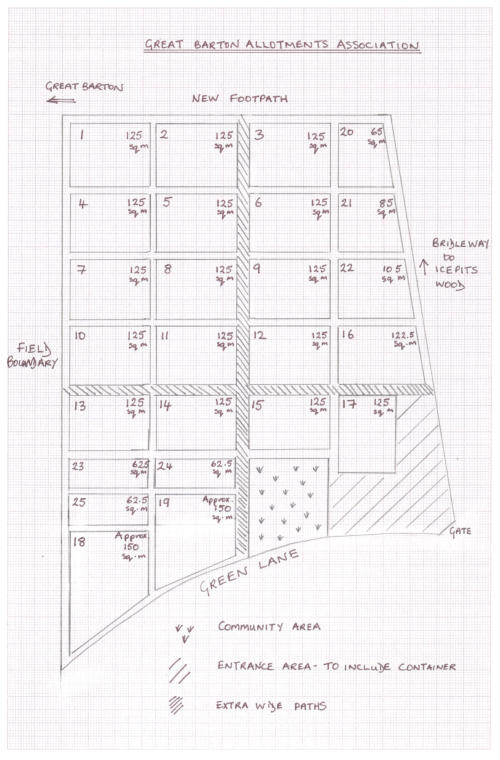 GREAT BARTON ALLOTMENTS ASSOCIATION
GREAT BARTON
NEW FOOTPATH
1 125 sq.m
2 125 sq.m
3 125 sq.m
20 65 sq.m
4 125 sq.m
5 125 sq.m
6 125 sq.m
21 85 sq.m
BRIDLEWAY
to
ICEPITS
WOOD
7 125 sq.m
8 125 sq.m
9 125 sq.m
22 105 sq.m
FIELD
BOUNDARY
10 125 sq.m
11 125 sq.m
12 125 sq.m
16 122.5 sq.m
13 125 sq.m
14 125 sq.m
15 125 sq.m
17 125 sq.m
23 625 sq.m
24 62.5 sq.m
25 62.5 sq.m
19 Approx. 150 sq.m
18 Approx 150 sq.m
GATE
GREEN LANE
COMMUNITY AREA
ENTRANCE AREA - TO INCLUDE CONTAINER
EXTRA WIDE PATHS